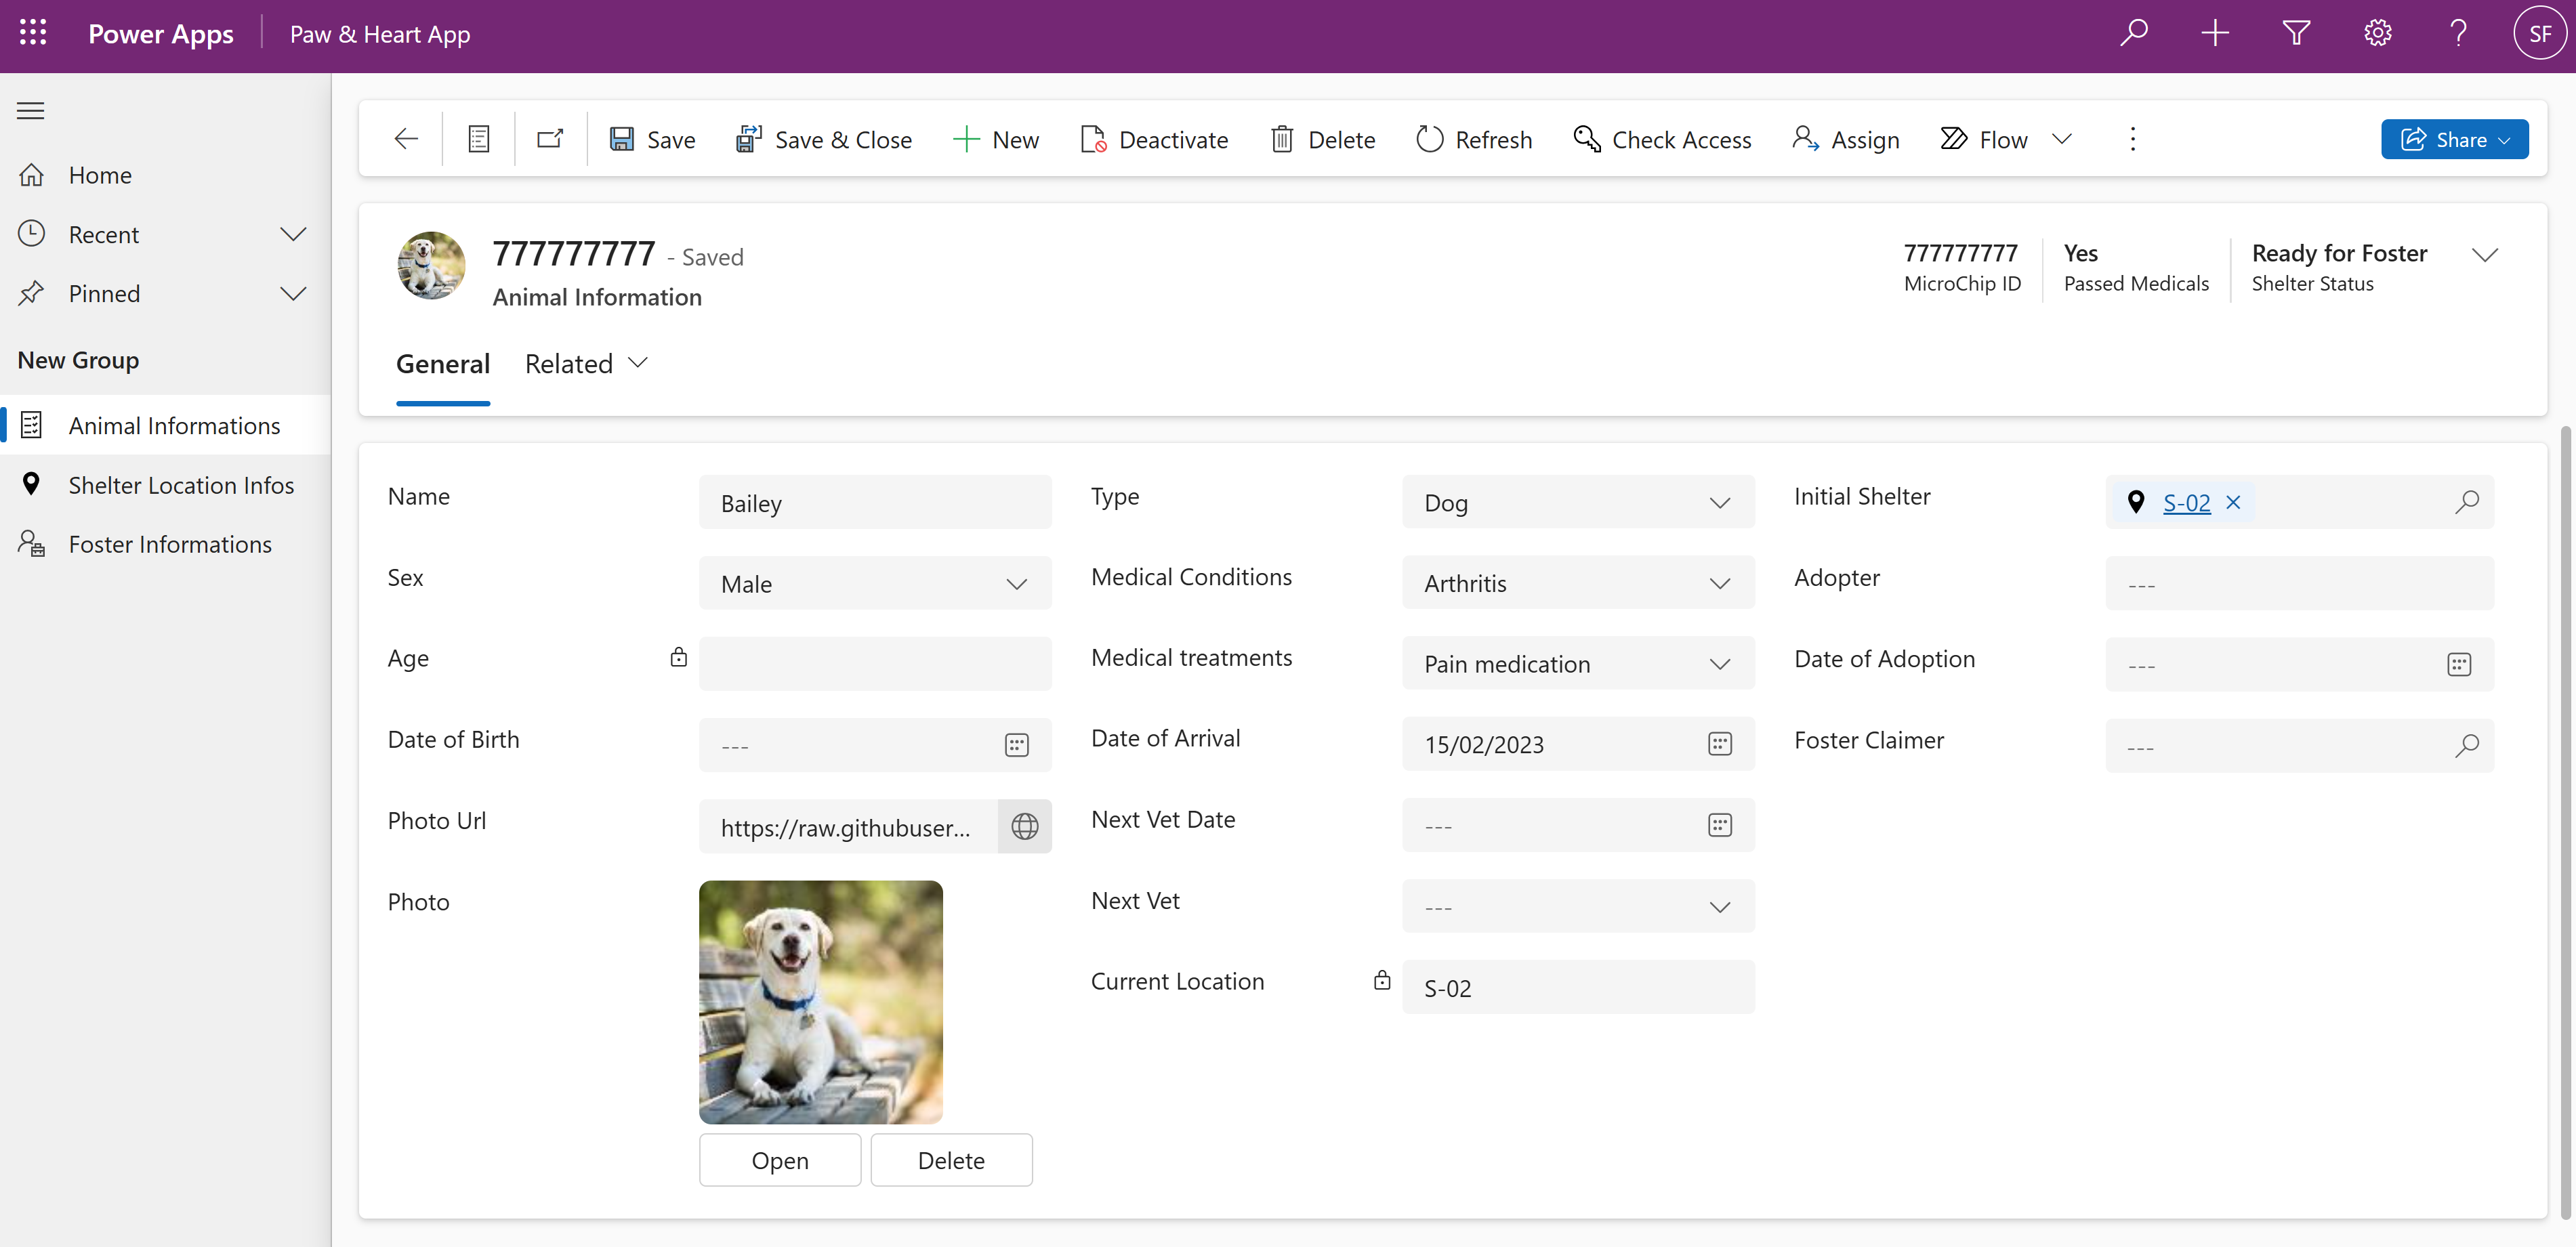 Power Apps
Paw & Heart App
SF
Save
Save & Close
New
Deactivate
Delete
Refresh
Check Access
Assign
Flow
Share
Home
Recent
Pinned
New Group
Animal Informations
Shelter Location Infos
Foster Informations
777777777 - Saved
Animal Information
777777777
MicroChip ID
Yes
Passed Medicals
Ready for Foster
Shelter Status
General
Related
Name
Bailey
Sex
Male
Age
Date of Birth
---
Photo Url
https://raw.githubuser...
Photo
Open
Delete
Type
Dog
Medical Conditions
Arthritis
Medical treatments
Pain medication
Date of Arrival
15/02/2023
Next Vet Date
---
Next Vet
---
Current Location
S-02
Initial Shelter
S-02
Adopter
---
Date of Adoption
---
Foster Claimer
---